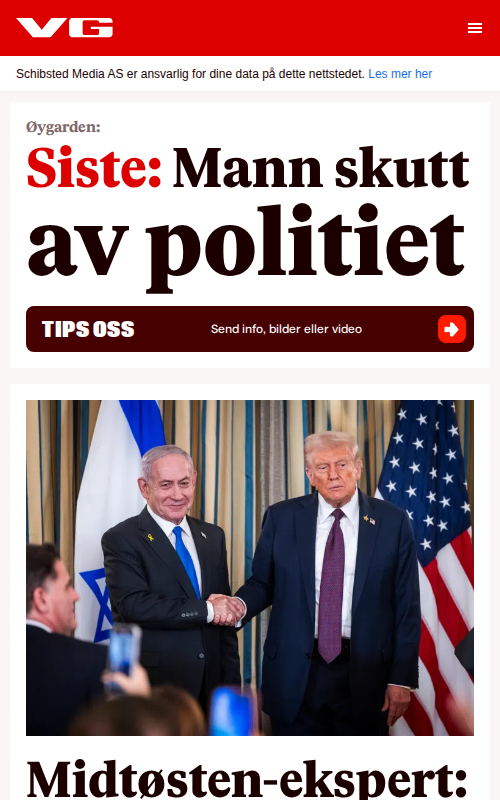 VG
Schibsted Media AS er ansvarlig for dine data på dette nettstedet. Les mer her
Øygarden:
Siste: Mann skutt
av politiet
TIPS OSS
Send info, bilder eller video
Midtøsten-ekspert: